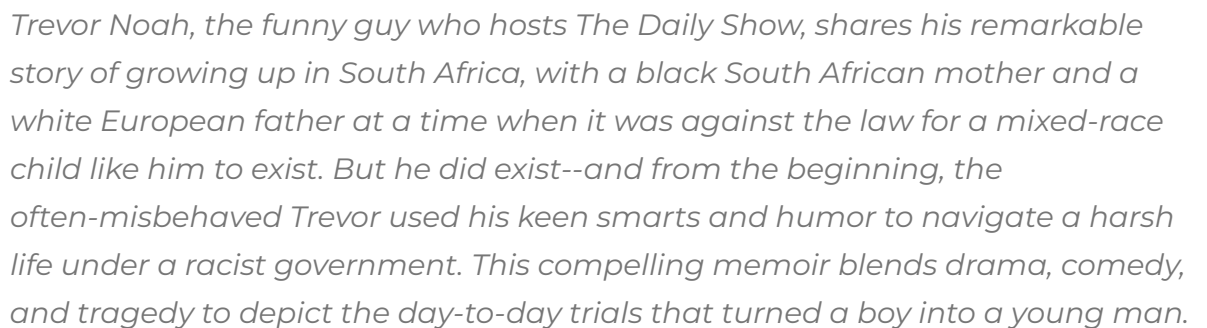 Trevor Noah, the funny guy who hosts The Daily Show, shares his remarkable
story of growing up in South Africa, with a black South African mother and a
white European father at a time when it was against the law for a mixed-race
child like him to exist. But he did exist--and from the beginning, the
often-misbehaved Trevor used his keen smarts and humor to navigate a harsh
life under a racist government. This compelling memoir blends drama, comedy,
and tragedy to depict the day-to-day trials that turned a boy into a young man.